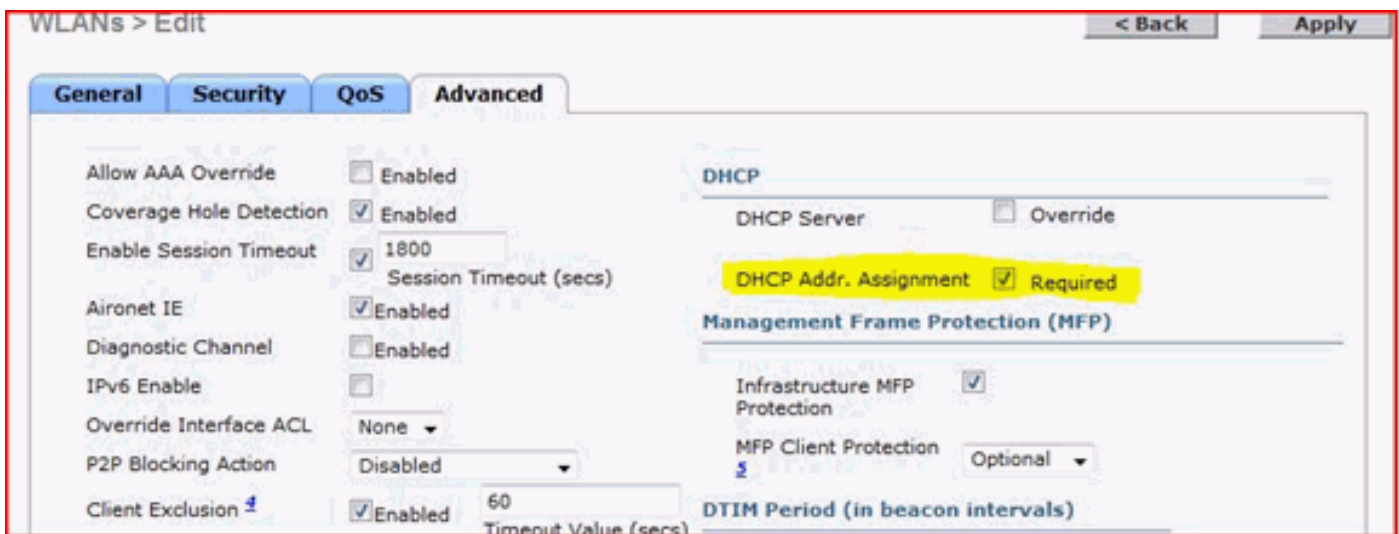 WLANs > Edit
< Back
Apply
General
Security
QoS
Advanced
Allow AAA Override
Enabled
Coverage Hole Detection
Enabled
Enable Session Timeout
1800
Session Timeout (secs)
Aironet IE
Enabled
Diagnostic Channel
Enabled
IPv6 Enable
Override Interface ACL
None
P2P Blocking Action
Disabled
Client Exclusion 4
Enabled
60
Timeout Value (secs)
DHCP
DHCP Server
Override
DHCP Addr. Assignment
Required
Management Frame Protection (MFP)
Infrastructure MFP
Protection
MFP Client Protection
5
Optional
DTIM Period (in beacon intervals)